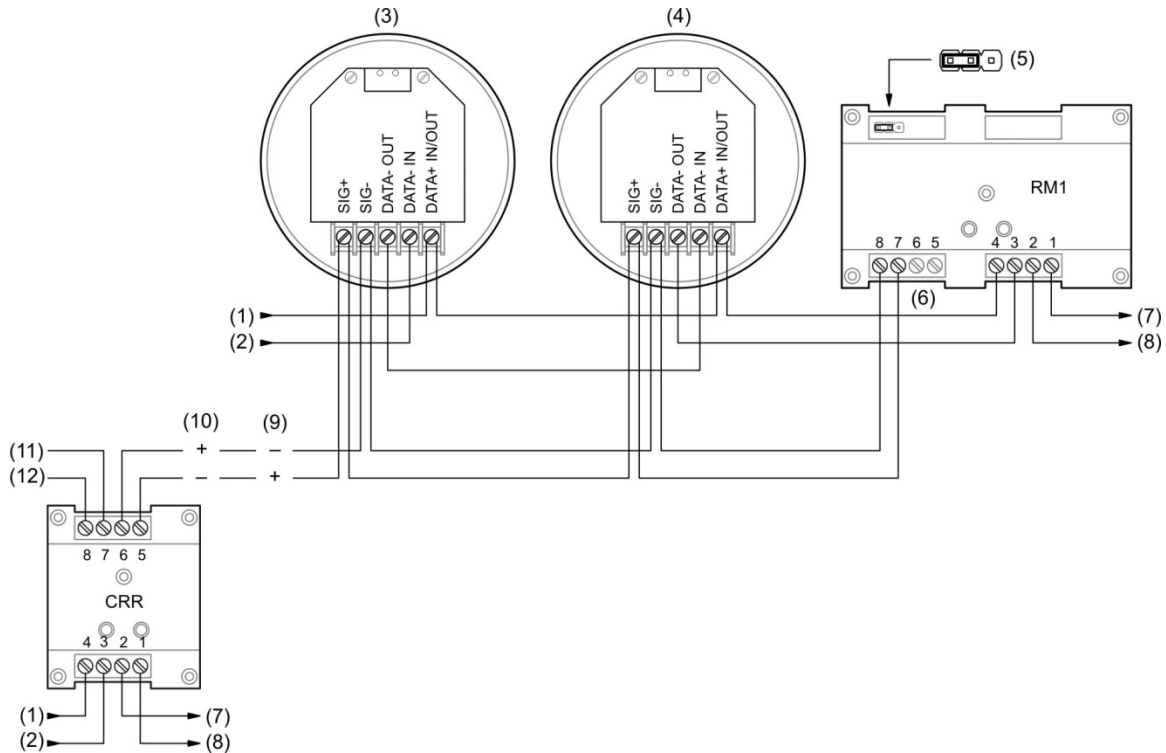 (3) (4)
(5)
SIG+ SIG- DATA- OUT DATA- IN DATA+ IN/OUT
SIG+ SIG- DATA- OUT DATA- IN DATA+ IN/OUT
RM1
8 7 6 5 4 3 2 1
(6)
(1) (7)
(2) (8)
(10) (9)
(11) + −
(12) − +
8 7 6 5
CRR
4 3 2 1
(1) (7)
(2) (8)